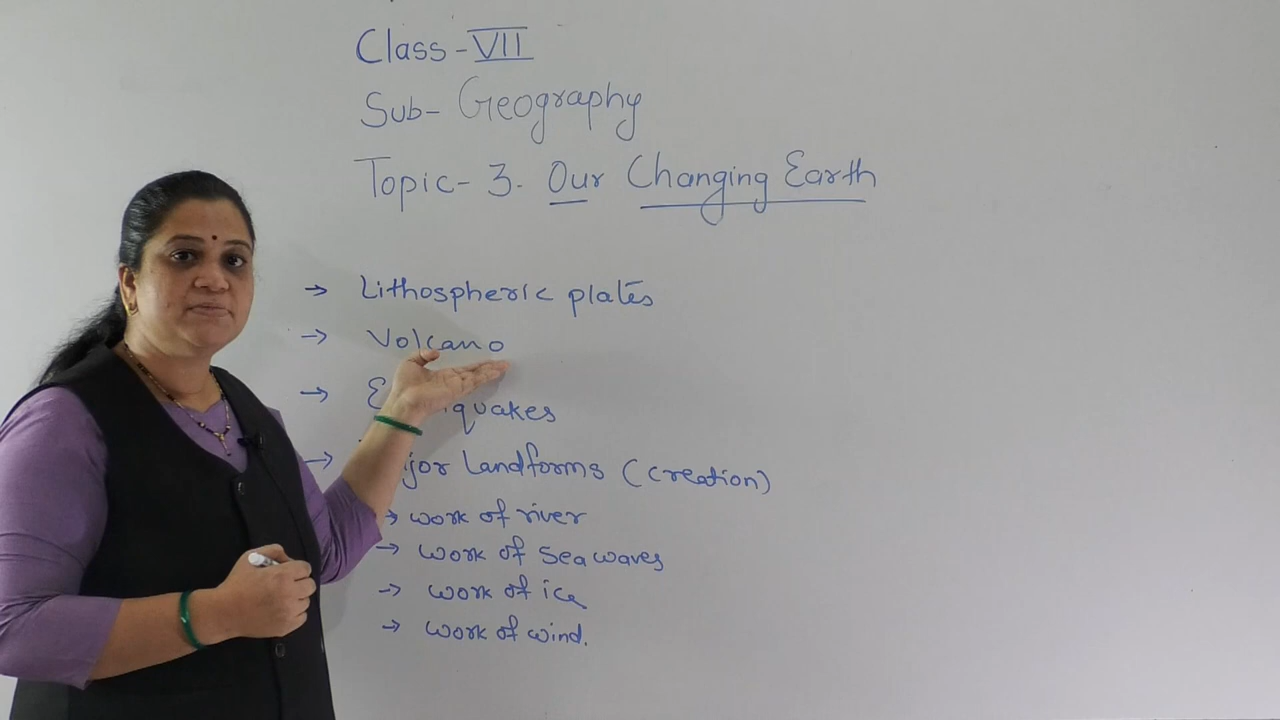 Class - VII
Sub- Geography
Topic- 3. Our Changing Earth
→ Lithospheric plates
→ Volcano
→ E quakes
→ jor Landforms (creation)
→ work of river
→ work of Sea waves
→ work of ice
→ work of wind.